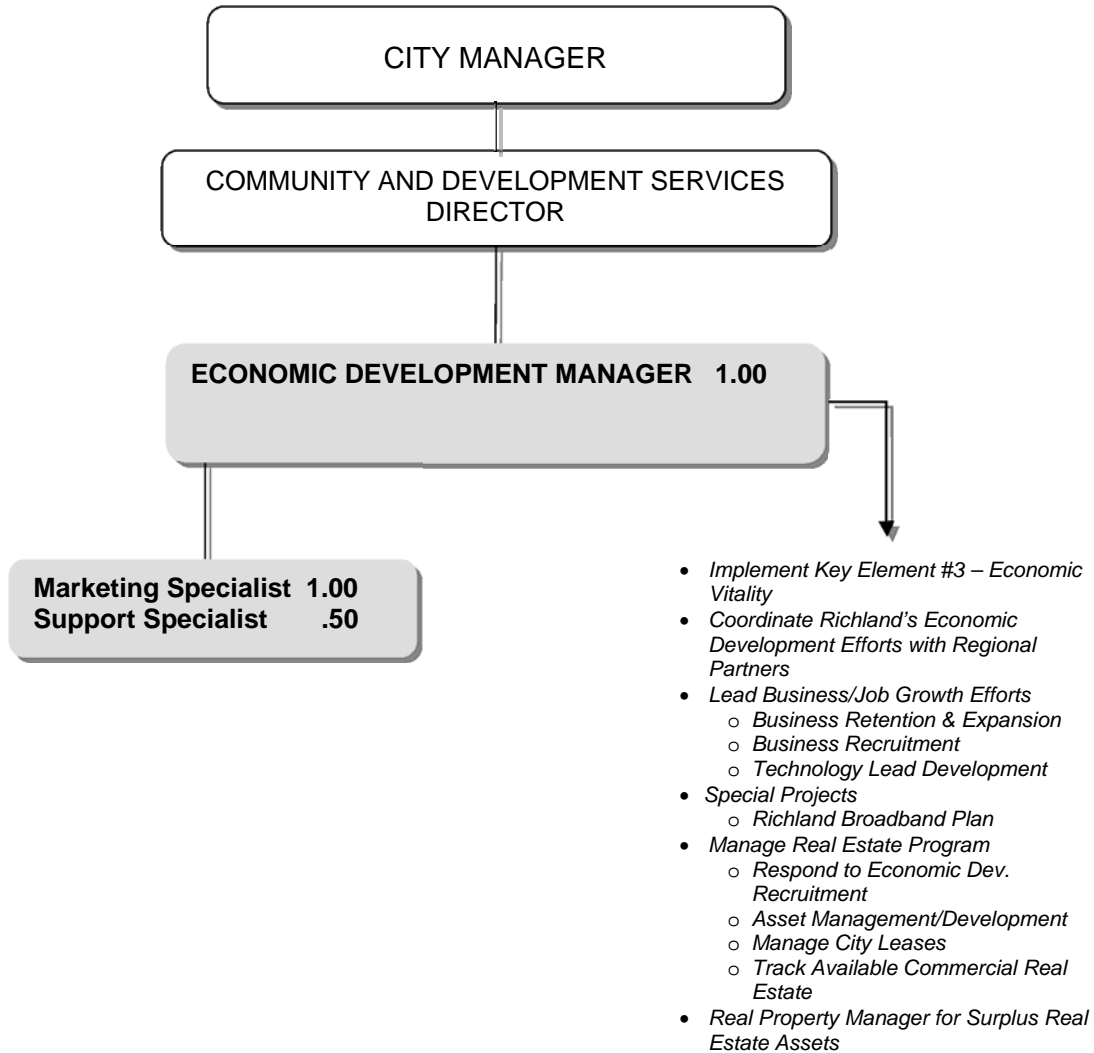 CITY MANAGER
COMMUNITY AND DEVELOPMENT SERVICES
DIRECTOR
ECONOMIC DEVELOPMENT MANAGER 1.00
Marketing Specialist 1.00
Support Specialist .50
• Implement Key Element #3 – Economic
Vitality
• Coordinate Richland’s Economic
Development Efforts with Regional
Partners
• Lead Business/Job Growth Efforts
o Business Retention & Expansion
o Business Recruitment
o Technology Lead Development
• Special Projects
o Richland Broadband Plan
• Manage Real Estate Program
o Respond to Economic Dev.
Recruitment
o Asset Management/Development
o Manage City Leases
o Track Available Commercial Real
Estate
• Real Property Manager for Surplus Real
Estate Assets